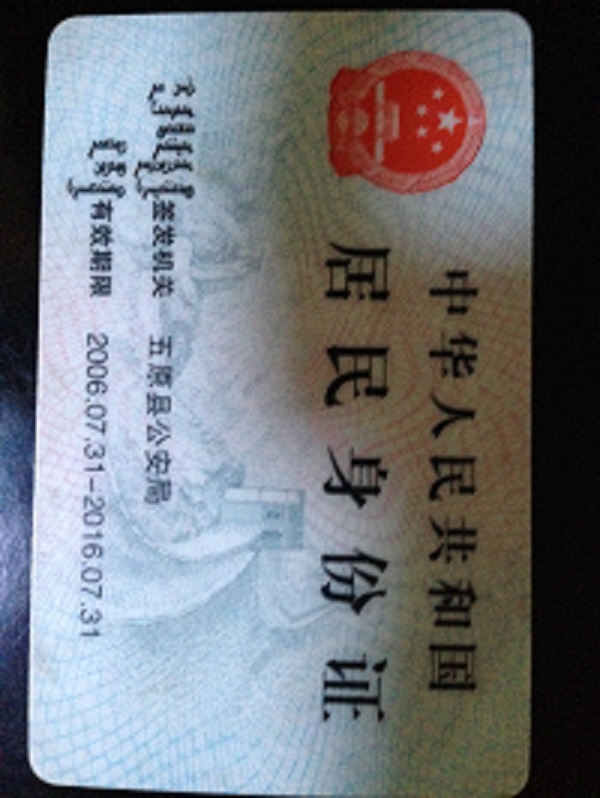 中华人民共和国
居民身份证
签发机关 五原县公安局
有效期限 2006.07.31-2016.07.31